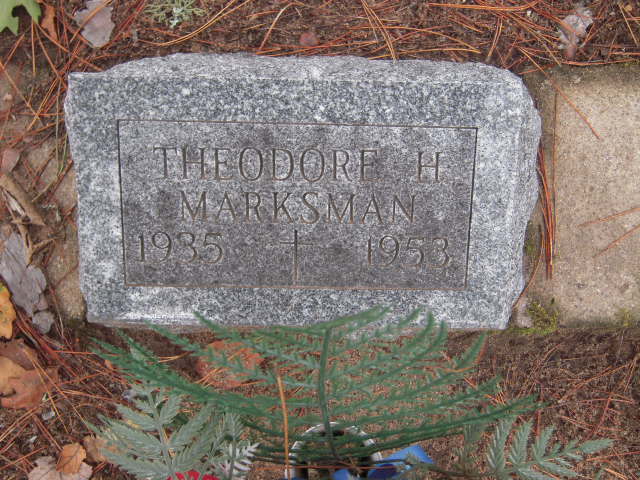 THEODORE H.
MARKSMAN
1935 1953